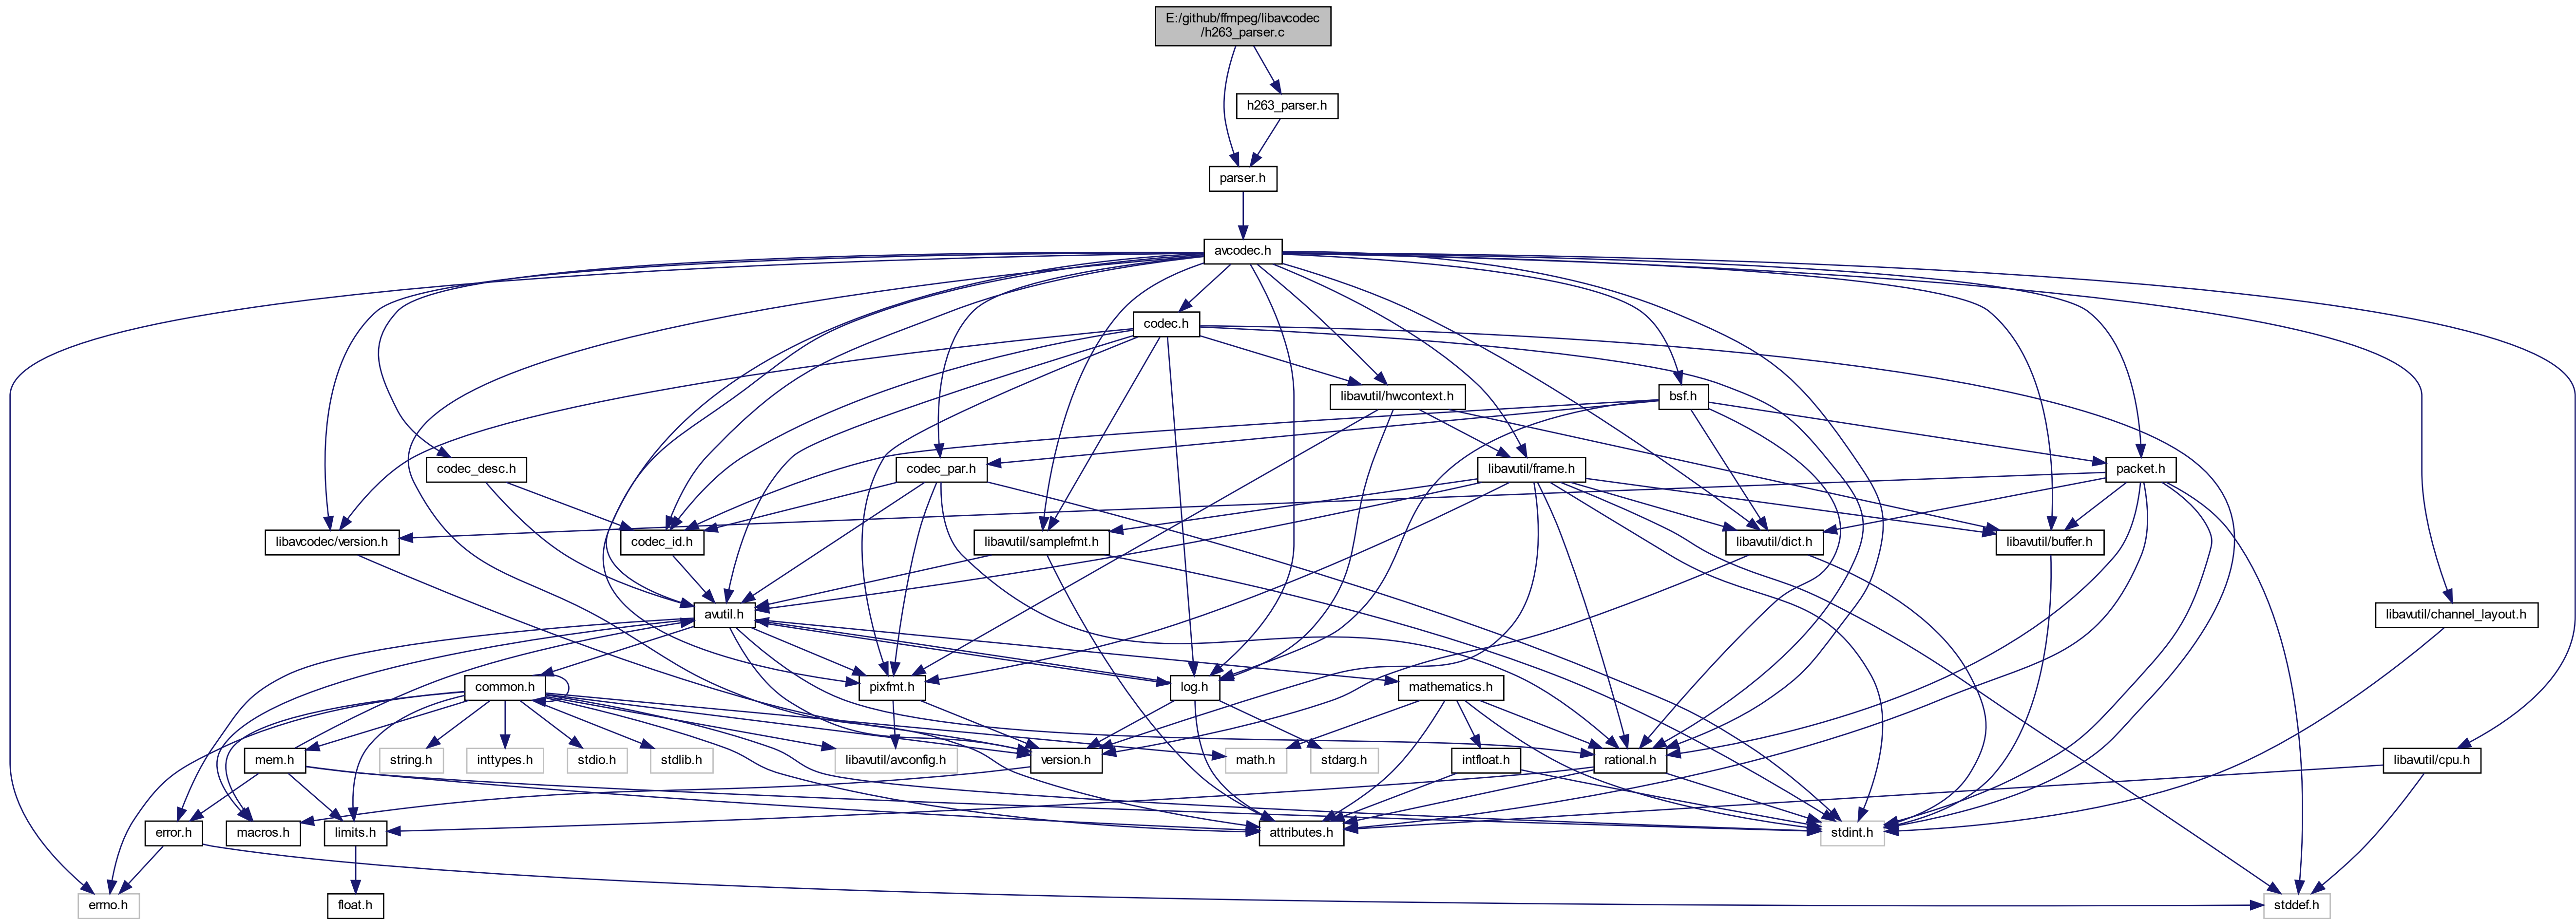 E:/github/ffmpeg/libavcodec
/h263_parser.c
h263_parser.h
parser.h
avcodec.h
codec.h
libavutil/hwcontext.h
bsf.h
codec_desc.h
codec_par.h
libavutil/frame.h
packet.h
libavcodec/version.h
codec_id.h
libavutil/samplefmt.h
libavutil/dict.h
libavutil/buffer.h
avutil.h
libavutil/channel_layout.h
common.h
pixfmt.h
log.h
mathematics.h
mem.h
string.h
inttypes.h
stdio.h
stdlib.h
libavutil/avconfig.h
version.h
math.h
stdarg.h
intfloat.h
rational.h
libavutil/cpu.h
error.h
macros.h
limits.h
attributes.h
stdint.h
errno.h
float.h
stddef.h